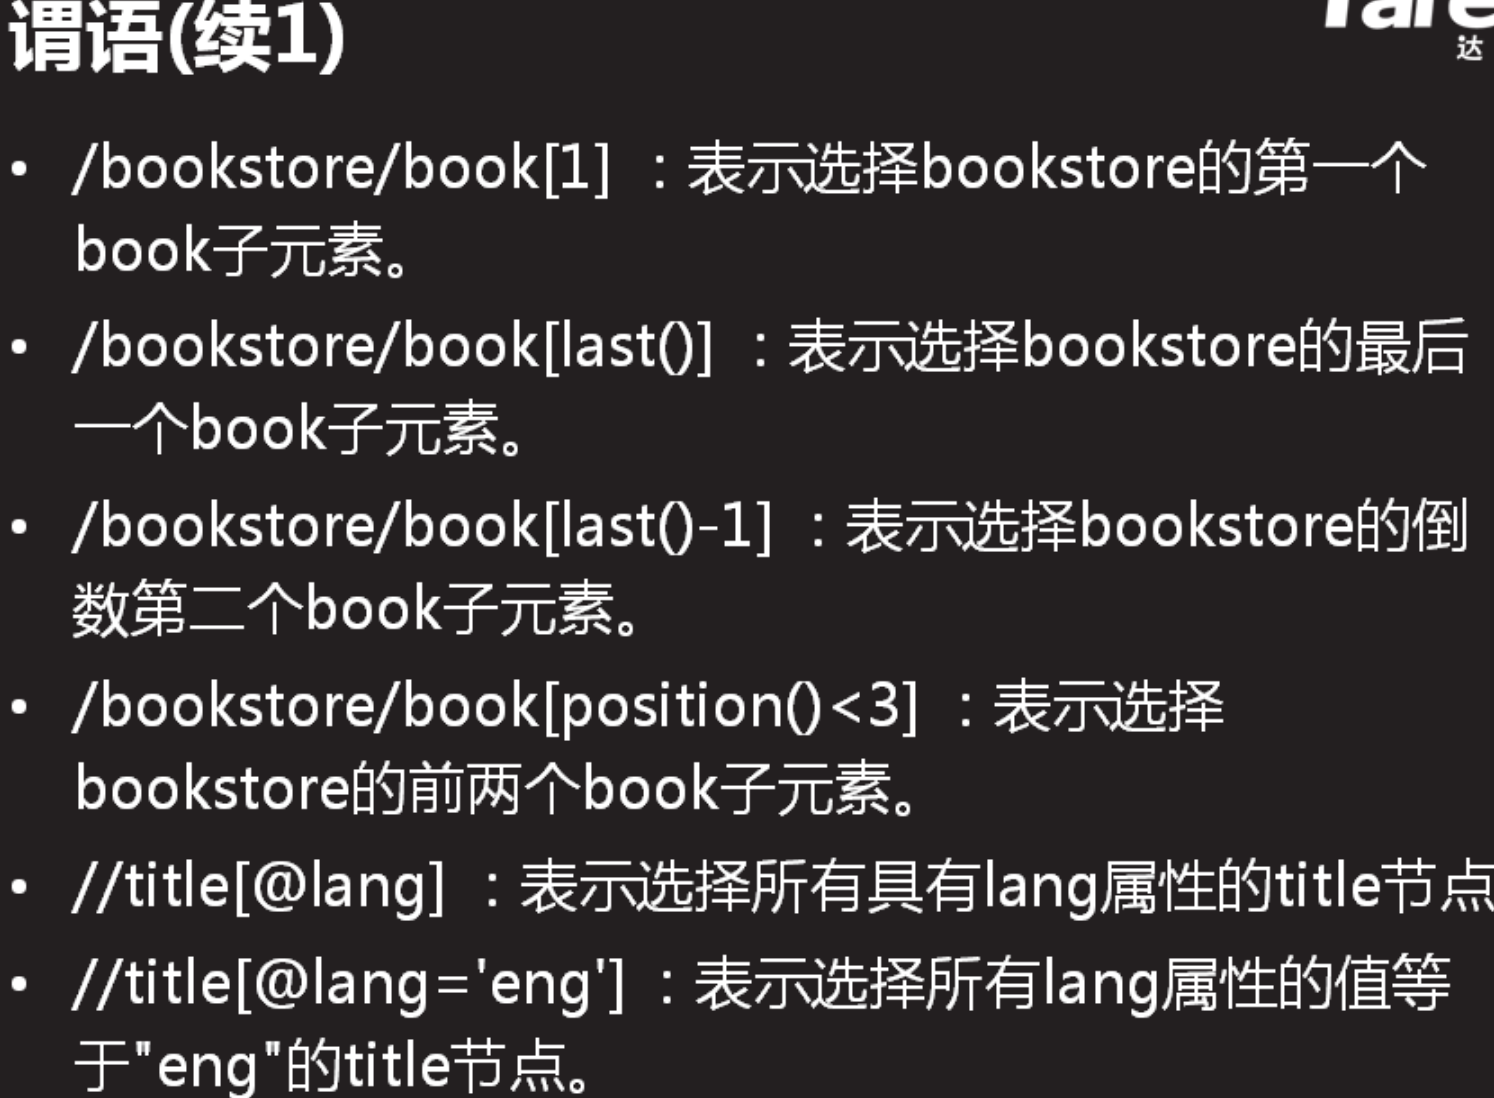 谓语(续1)
达
• /bookstore/book[1] ：表示选择bookstore的第一个
book子元素。
• /bookstore/book[last()] ：表示选择bookstore的最后
一个book子元素。
• /bookstore/book[last()-1] ：表示选择bookstore的倒
数第二个book子元素。
• /bookstore/book[position()<3] ：表示选择
bookstore的前两个book子元素。
• //title[@lang] ：表示选择所有具有lang属性的title节点
• //title[@lang='eng'] ：表示选择所有lang属性的值等
于"eng"的title节点。